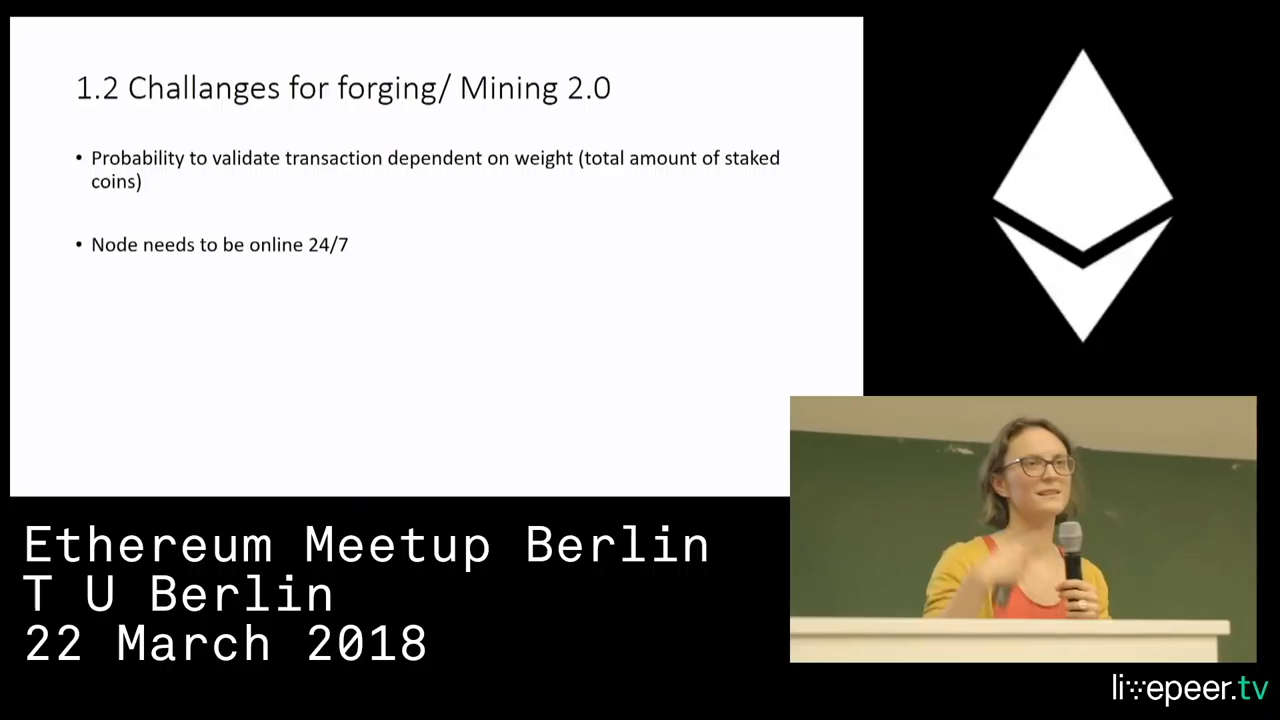 1.2 Challanges for forging/ Mining 2.0
• Probability to validate transaction dependent on weight (total amount of staked
coins)
• Node needs to be online 24/7
Ethereum Meetup Berlin
T U Berlin
22 March 2018
livepeer.tv